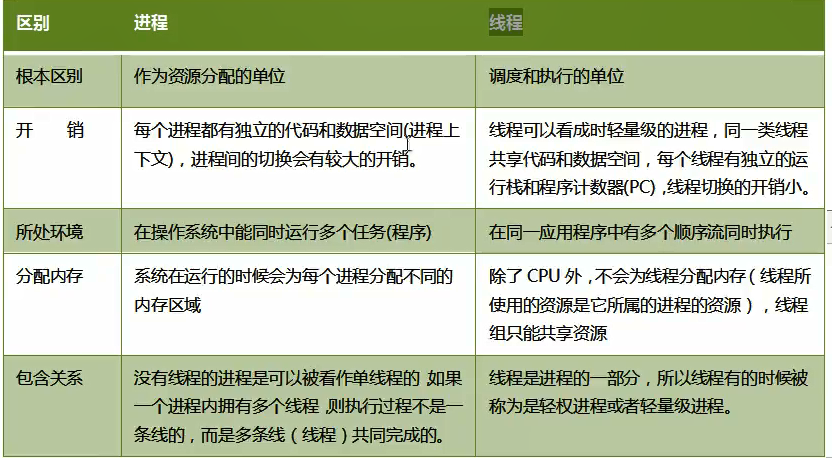 区别 进程 线程
根本区别 作为资源分配的单位 调度和执行的单位
开 销 每个进程都有独立的代码和数据空间(进程上
下文)，进程间的切换会有较大的开销。
线程可以看成时轻量级的进程，同一类线程
共享代码和数据空间，每个线程有独立的运
行栈和程序计数器(PC)，线程切换的开销小。
所处环境 在操作系统中能同时运行多个任务(程序) 在同一应用程序中有多个顺序流同时执行
分配内存 系统在运行的时候会为每个进程分配不同的
内存区域
除了 CPU 外，不会为线程分配内存（线程所
使用的资源是它所属的进程的资源），线程
组只能共享资源
包含关系 没有线程的进程是可以被看作单线程的 如果
一个进程内拥有多个线程 ,则执行过程不是一
条线的，而是多条线（线程）共同完成的。
线程是进程的一部分，所以线程有的时候被
称为是轻权进程或者轻量级进程。